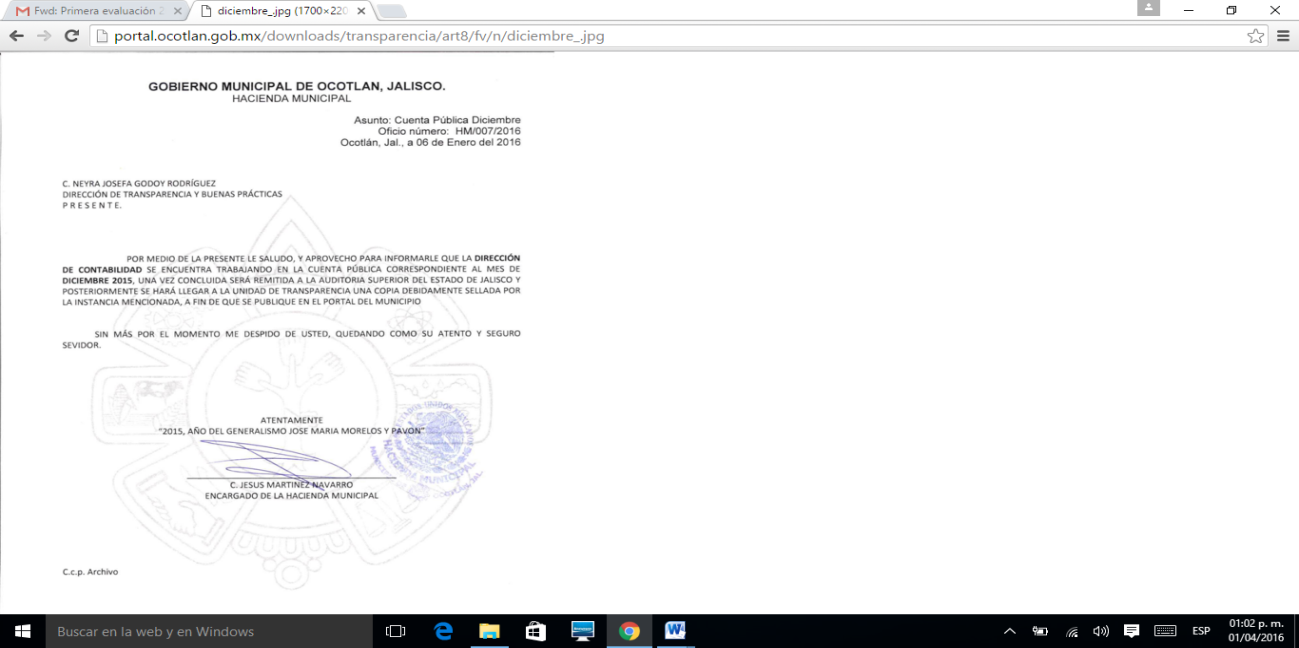 Fwd: Primera evaluación 2
diciembre_.jpg (1700×220
portal.ocotlan.gob.mx/downloads/transparencia/art8/fv/n/diciembre_.jpg
GOBIERNO MUNICIPAL DE OCOTLAN, JALISCO.
HACIENDA MUNICIPAL
Asunto: Cuenta Pública Diciembre
Oficio número: HM/007/2016
Ocotlán, Jal., a 06 de Enero del 2016
C. NEYRA JOSEFA GODOY RODRÍGUEZ
DIRECCIÓN DE TRANSPARENCIA Y BUENAS PRÁCTICAS
P R E S E N T E.
POR MEDIO DE LA PRESENTE LE SALUDO, Y APROVECHO PARA INFORMARLE QUE LA DIRECCIÓN
DE CONTABILIDAD SE ENCUENTRA TRABAJANDO EN LA CUENTA PÚBLICA CORRESPONDIENTE AL MES DE
DICIEMBRE 2015, UNA VEZ CONCLUIDA SERÁ REMITIDA A LA AUDITORIA SUPERIOR DEL ESTADO DE JALISCO Y
POSTERIORMENTE SE HARÁ LLEGAR A LA UNIDAD DE TRANSPARENCIA UNA COPIA DEBIDAMENTE SELLADA POR
LA INSTANCIA MENCIONADA, A FIN DE QUE SE PUBLIQUE EN EL PORTAL DEL MUNICIPIO
SIN MÁS POR EL MOMENTO ME DESPIDO DE USTED, QUEDANDO COMO SU ATENTO Y SEGURO
SEVIDOR.
ATENTAMENTE
"2015, AÑO DEL GENERALISMO JOSE MARIA MORELOS Y PAVON"
HACIENDA MUNICIPAL
C. JESUS MARTINEZ NAVARRO
ENCARGADO DE LA HACIENDA MUNICIPAL
C.c.p. Archivo
Buscar en la web y en Windows
ESP
01:02 p. m.
01/04/2016